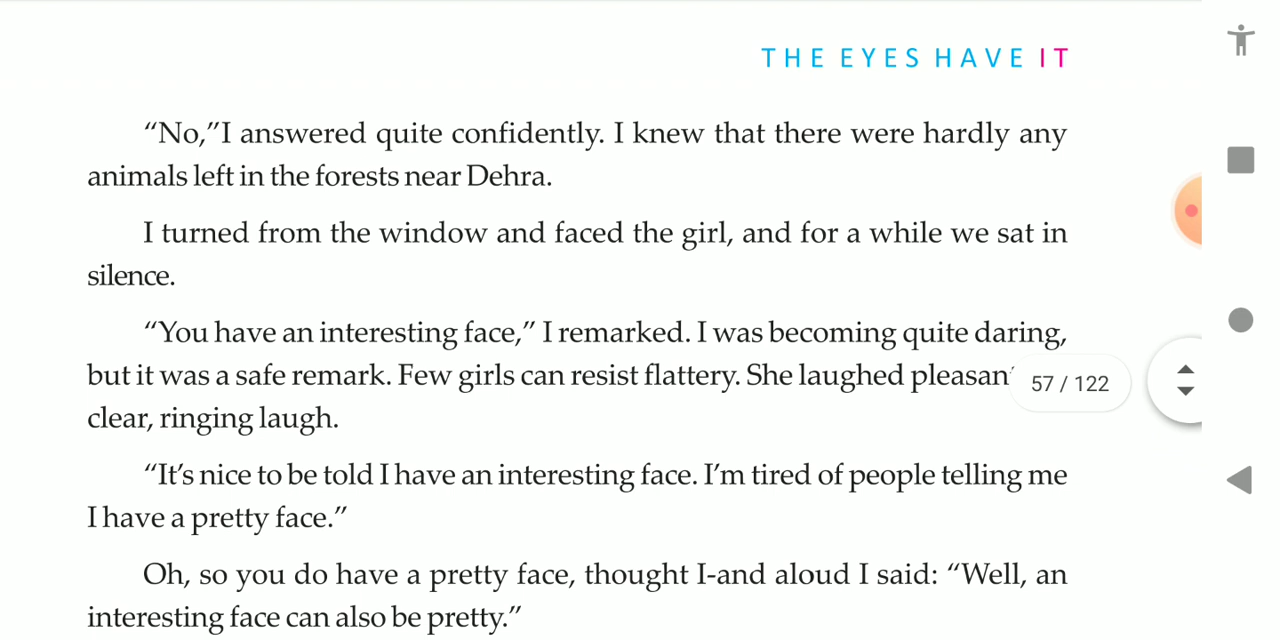 THE EYES HAVE IT
“No,”I answered quite confidently. I knew that there were hardly any
animals left in the forests near Dehra.
I turned from the window and faced the girl, and for a while we sat in
silence.
“You have an interesting face,” I remarked. I was becoming quite daring,
but it was a safe remark. Few girls can resist flattery. She laughed
57 / 122
clear, ringing laugh.
“It’s nice to be told I have an interesting face. I’m tired of people telling me
I have a pretty face.”
Oh, so you do have a pretty face, thought I-and aloud I said: “Well, an
interesting face can also be pretty.”